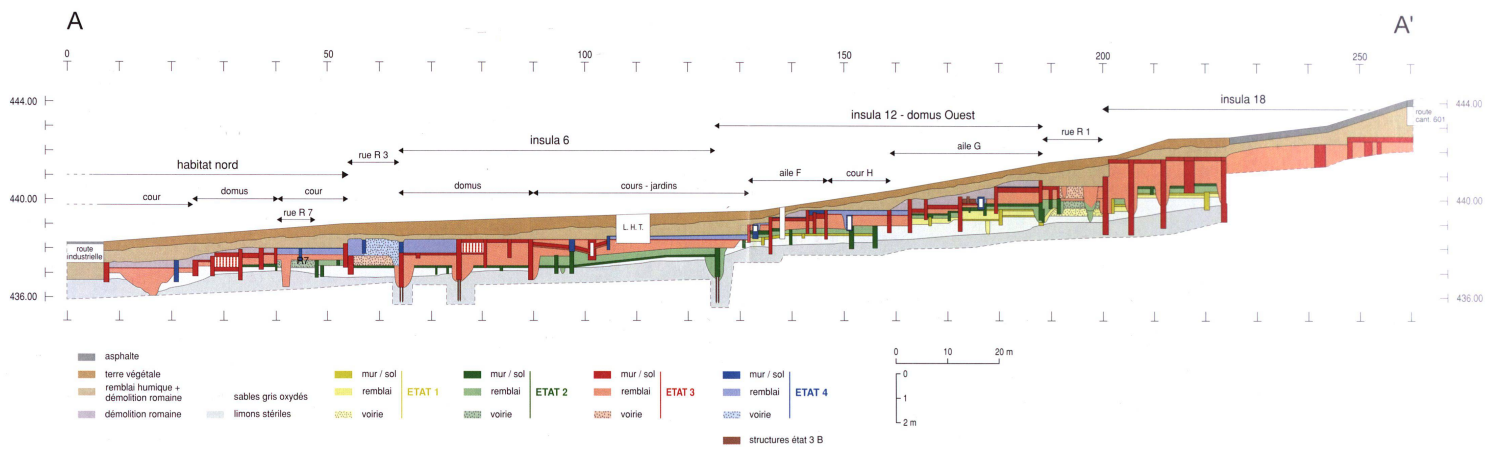 A A'
0 50 100 150 200 250
444.00 444.00
440.00 440.00
436.00 436.00
insula 18
insula 12 - domus Ouest
insula 6
habitat nord
rue R 3
rue R 1
aile G
aile F
cour H
cour
domus
cour
domus
cours - jardins
rue R 7
R7
L. H. T.
route
industrielle
route
cant. 601
asphalte
terre végétale
remblai humique +
démolition romaine
démolition romaine
sables gris oxydés
limons stériles
mur / sol
remblai
voirie
ETAT 1
mur / sol
remblai
voirie
ETAT 2
mur / sol
remblai
voirie
ETAT 3
mur / sol
remblai
voirie
ETAT 4
structures état 3 B
0 10 20 m
0
1
2 m